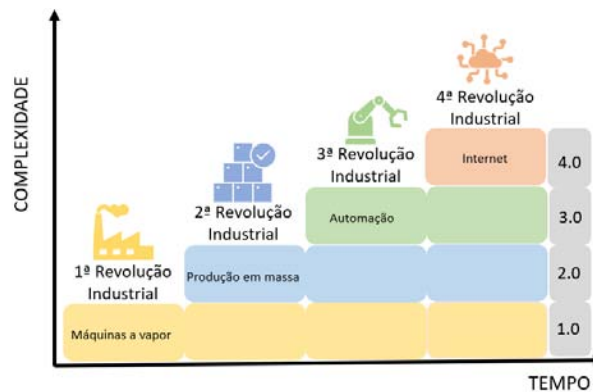 COMPLEXIDADE
4ª Revolução
Industrial
Internet
4.0
3ª Revolução
Industrial
Automação
3.0
2ª Revolução
Industrial
Produção em massa
2.0
1ª Revolução
Industrial
Máquinas a vapor
1.0
TEMPO